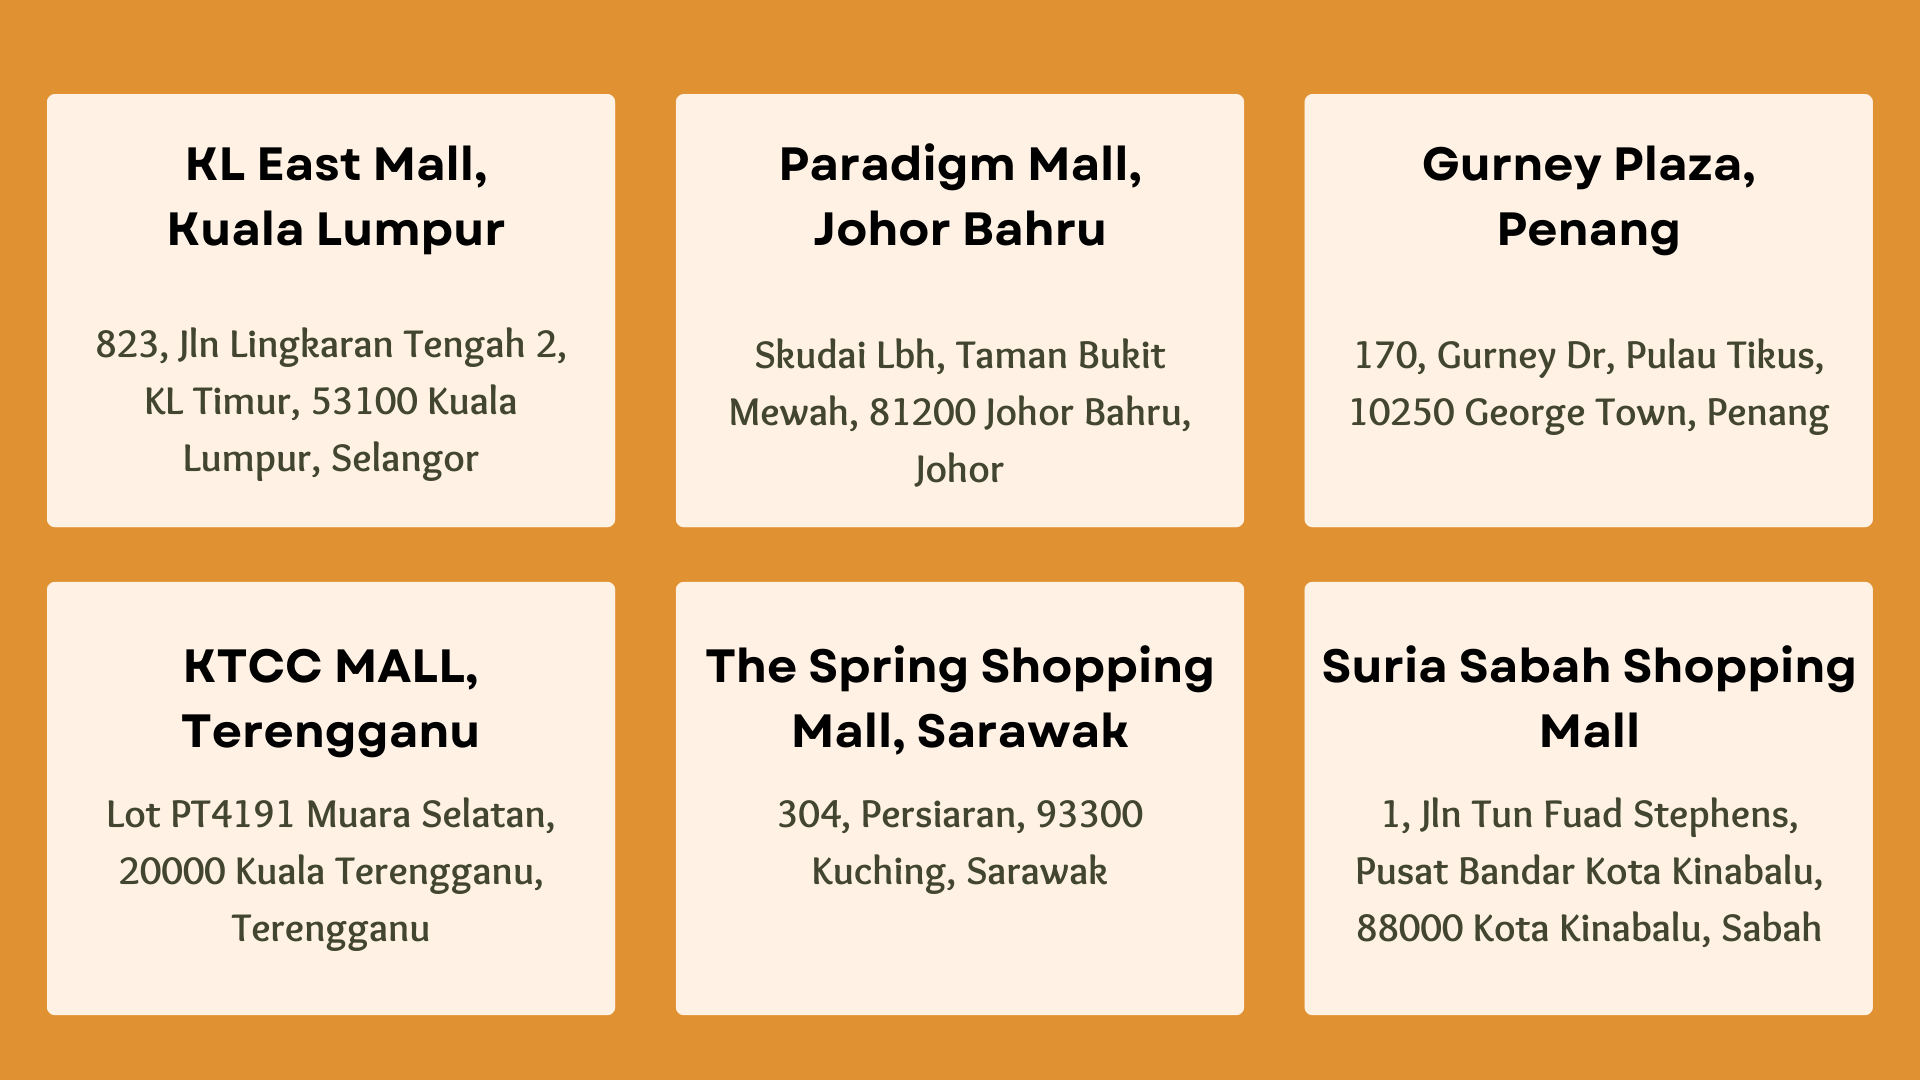 KL East Mall,
Kuala Lumpur
823, Jln Lingkaran Tengah 2,
KL Timur, 53100 Kuala
Lumpur, Selangor
Paradigm Mall,
Johor Bahru
Skudai Lbh, Taman Bukit
Mewah, 81200 Johor Bahru,
Johor
Gurney Plaza,
Penang
170, Gurney Dr, Pulau Tikus,
10250 George Town, Penang
KTCC MALL,
Terengganu
Lot PT4191 Muara Selatan,
20000 Kuala Terengganu,
Terengganu
The Spring Shopping
Mall, Sarawak
304, Persiaran, 93300
Kuching, Sarawak
Suria Sabah Shopping
Mall
1, Jln Tun Fuad Stephens,
Pusat Bandar Kota Kinabalu,
88000 Kota Kinabalu, Sabah